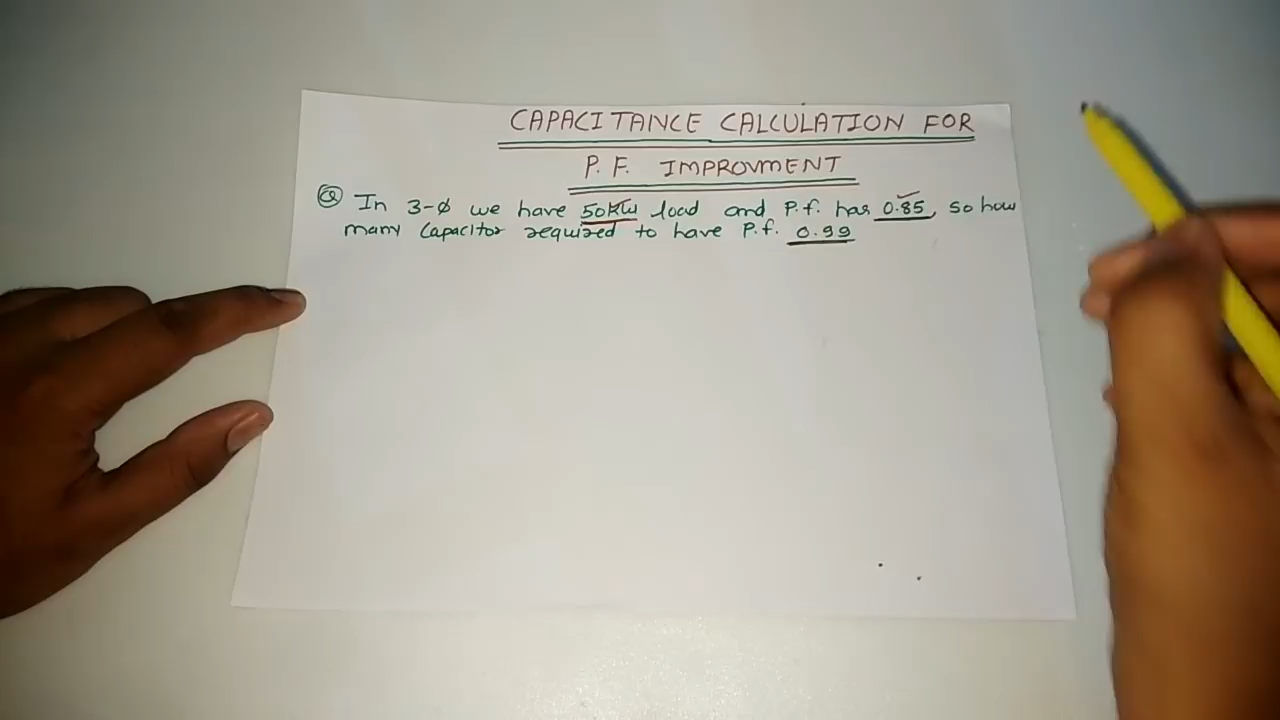 CAPACITANCE CALCULATION FOR
P.F. IMPROVMENT
Q In 3-ϕ we have 50KW load and P.f. has 0.85, so how
many Capacitor required to have P.f. 0.99